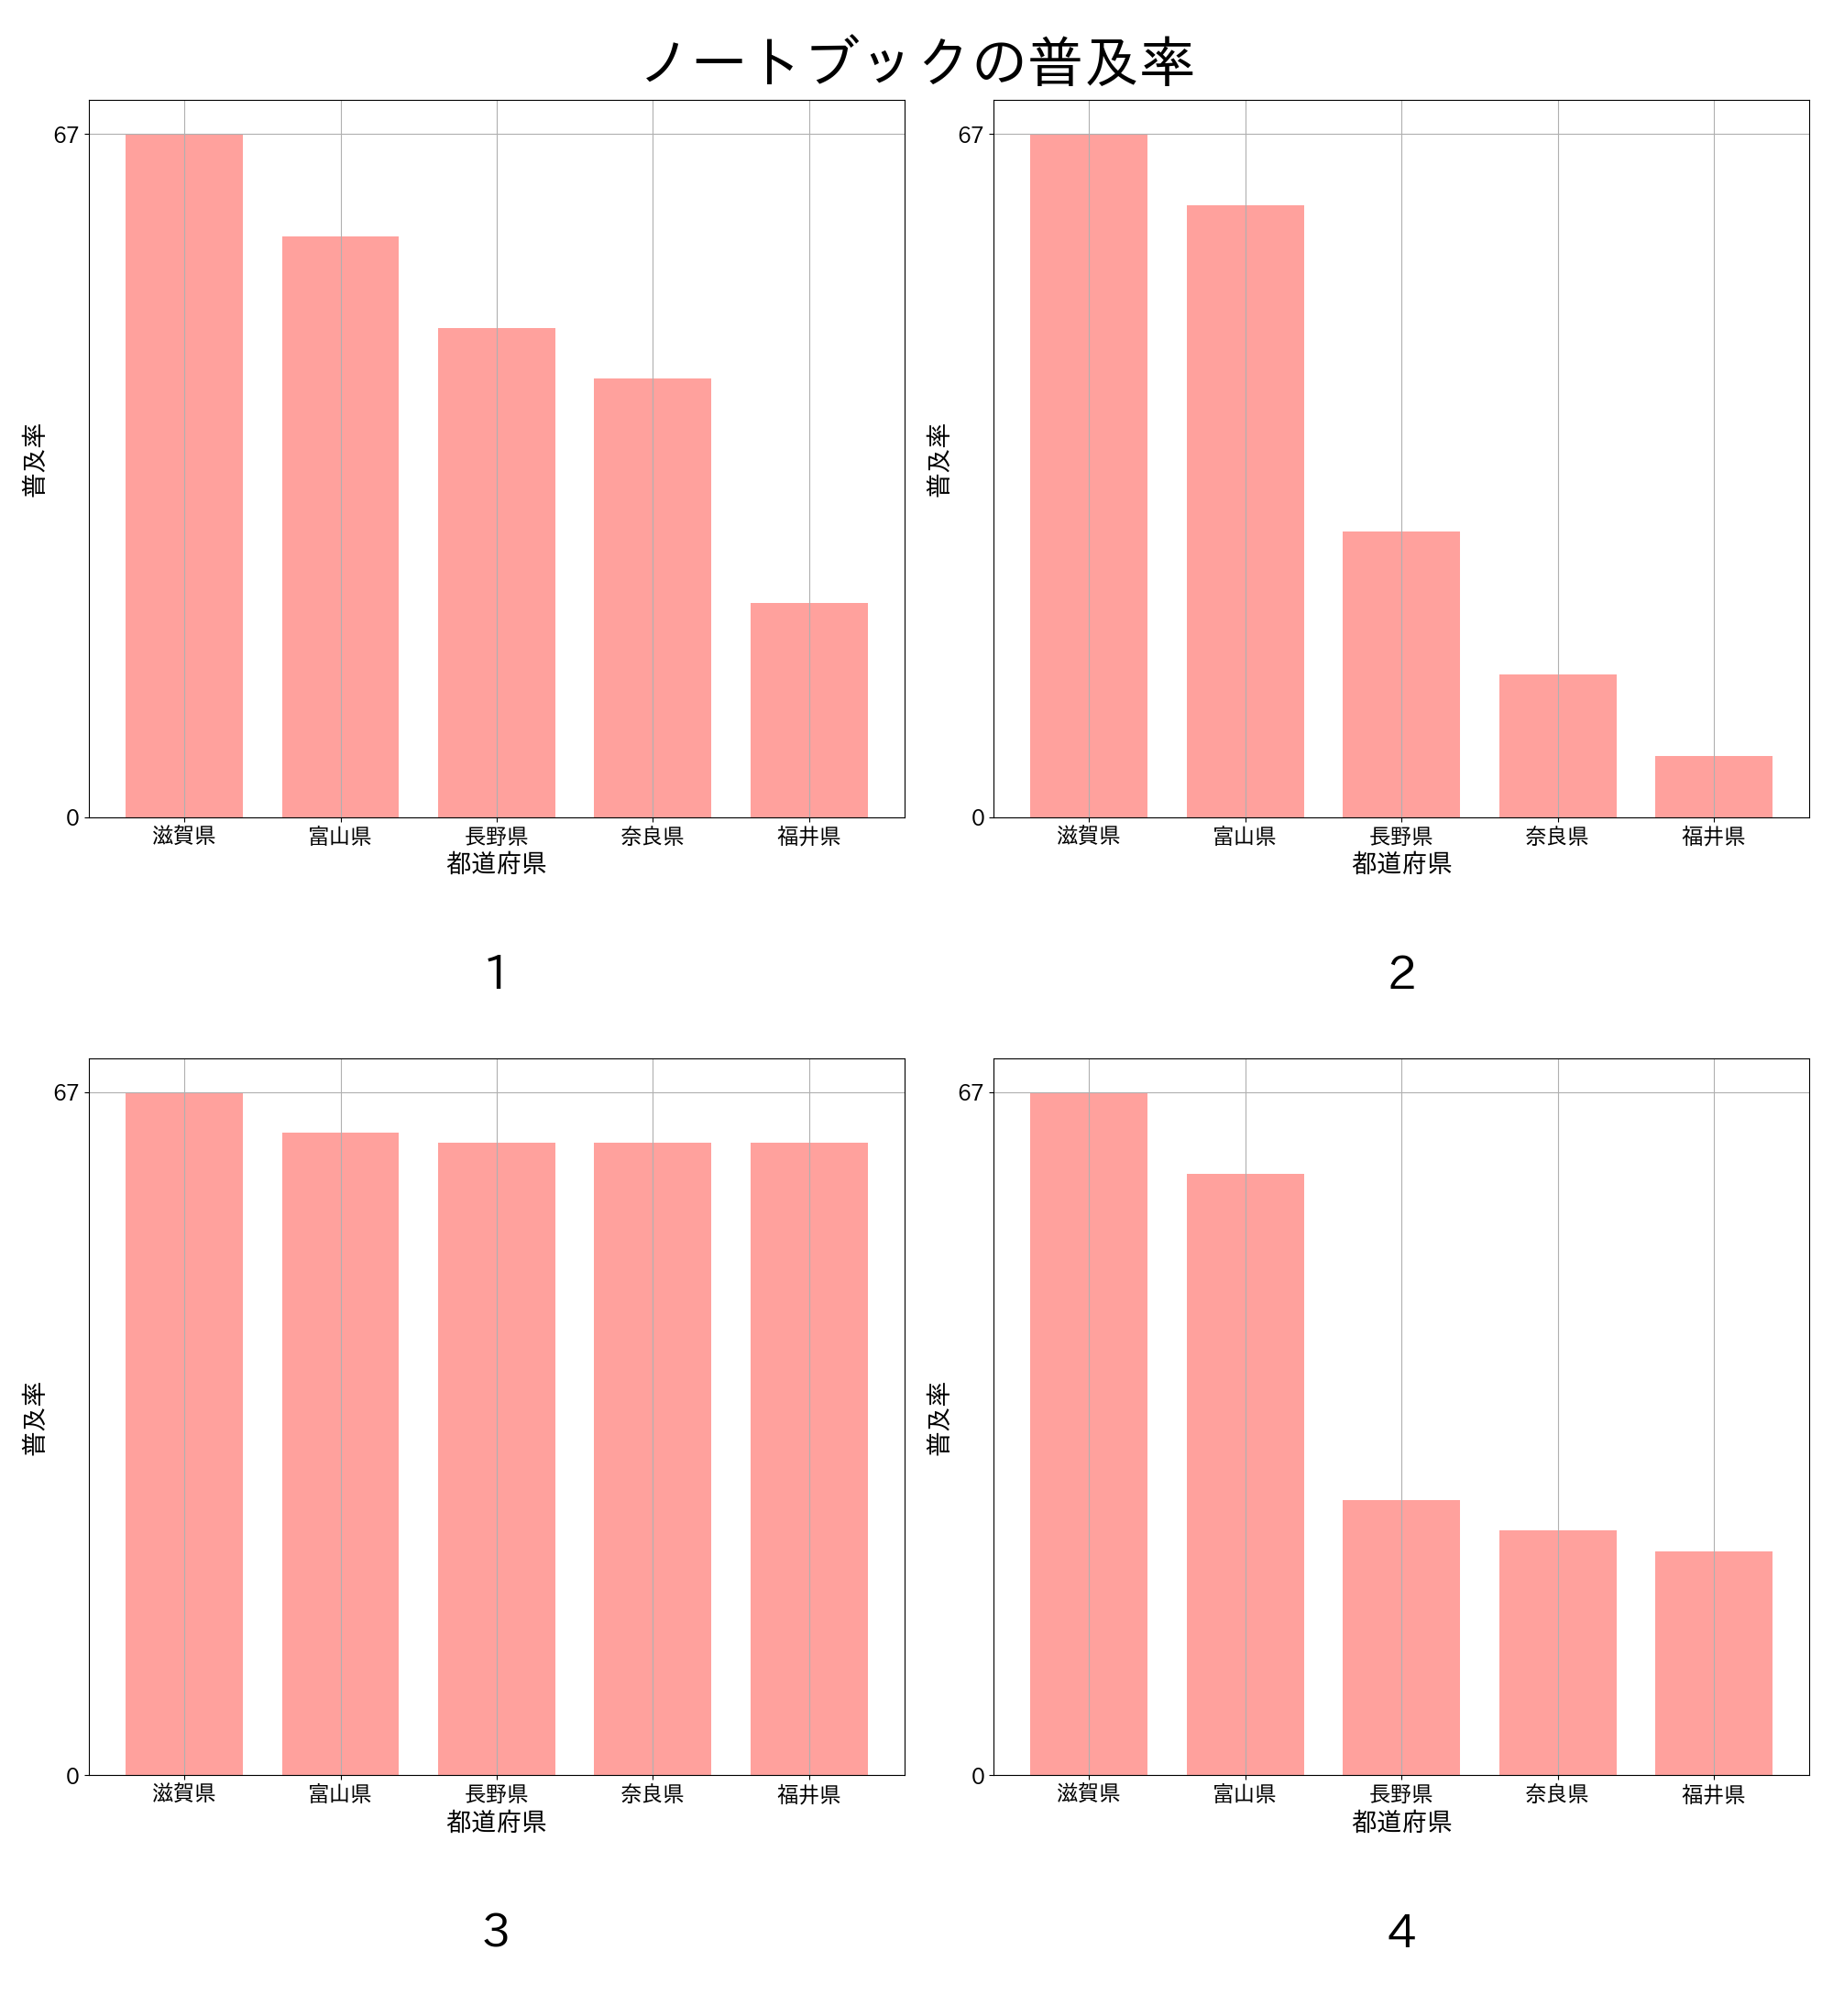 ノートブックの普及率
67
0
普及率
滋賀県 富山県 長野県 奈良県 福井県
都道府県
1
67
0
普及率
滋賀県 富山県 長野県 奈良県 福井県
都道府県
2
67
0
普及率
滋賀県 富山県 長野県 奈良県 福井県
都道府県
3
67
0
普及率
滋賀県 富山県 長野県 奈良県 福井県
都道府県
4